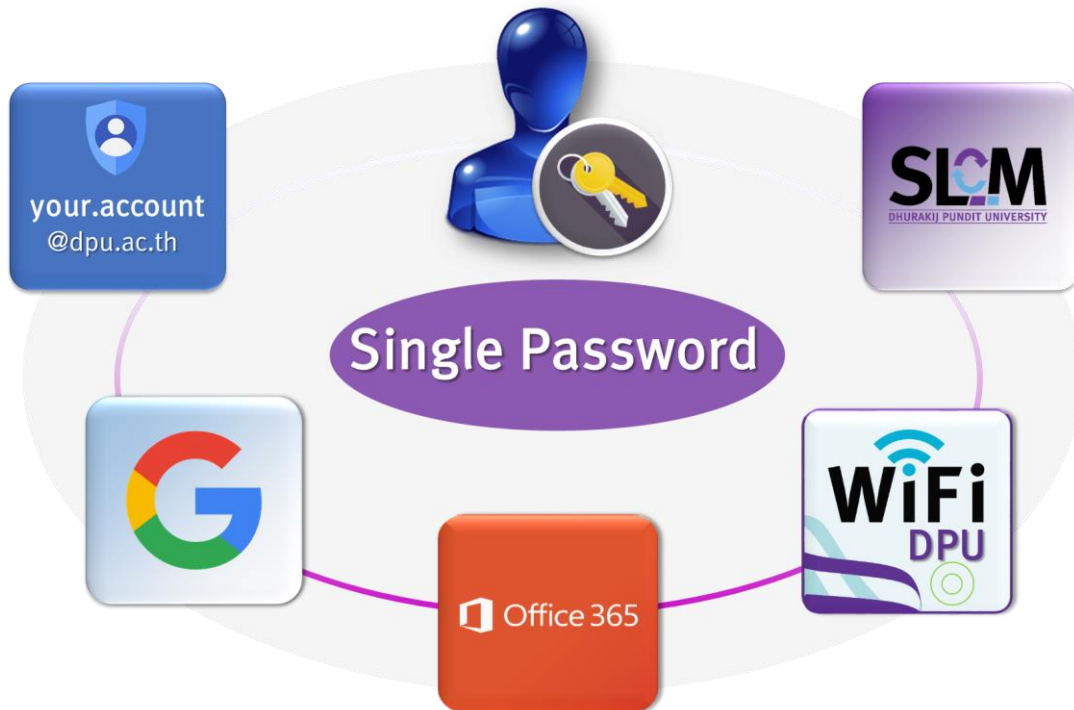 your.account
@dpu.ac.th
SLCM
DHURAKIJ PUNDIT UNIVERSITY
Single Password
G
WiFi
DPU
Office 365